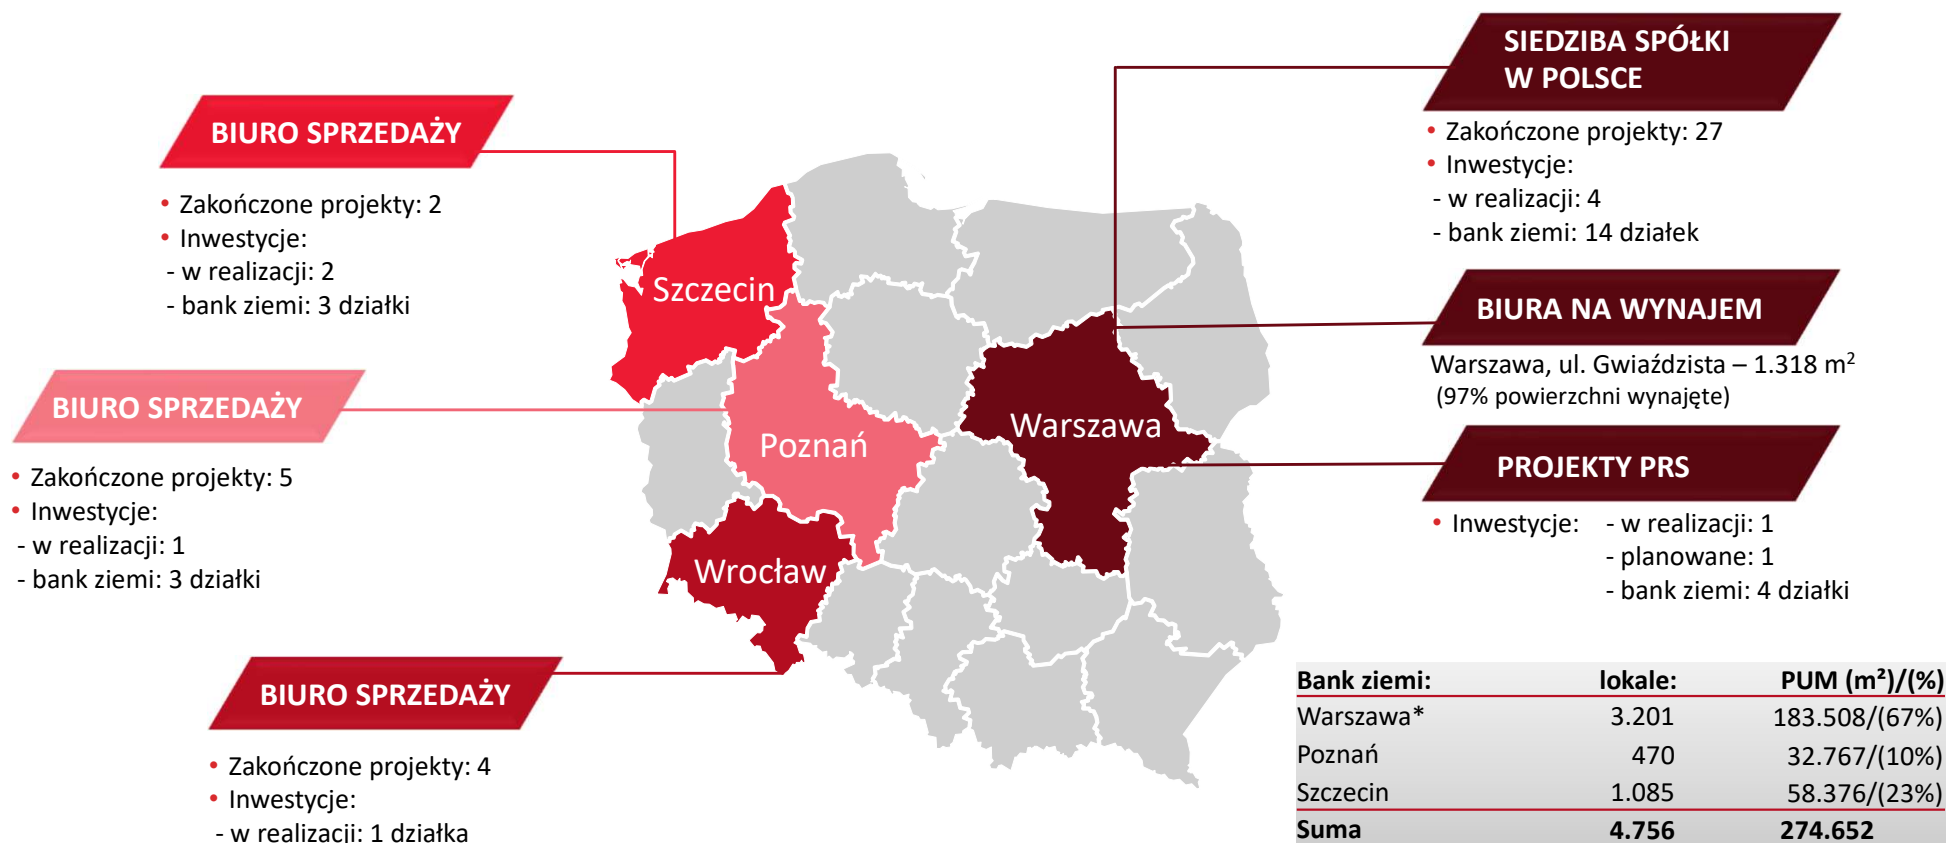 BIURO SPRZEDAŻY
• Zakończone projekty: 2
• Inwestycje:
- w realizacji: 2
- bank ziemi: 3 działki
BIURO SPRZEDAŻY
• Zakończone projekty: 5
• Inwestycje:
- w realizacji: 1
- bank ziemi: 3 działki
BIURO SPRZEDAŻY
• Zakończone projekty: 4
• Inwestycje:
- w realizacji: 1 działka
Szczecin
Poznań
Warszawa
Wrocław
SIEDZIBA SPÓŁKI
W POLSCE
• Zakończone projekty: 27
• Inwestycje:
- w realizacji: 4
- bank ziemi: 14 działek
BIURA NA WYNAJEM
Warszawa, ul. Gwiaździsta – 1.318 m²
(97% powierzchni wynajęte)
PROJEKTY PRS
• Inwestycje: - w realizacji: 1
- planowane: 1
- bank ziemi: 4 działki
Bank ziemi: lokale: PUM (m²)/(%)
Warszawa* 3.201 183.508/(67%)
Poznań 470 32.767/(10%)
Szczecin 1.085 58.376/(23%)
Suma 4.756 274.652